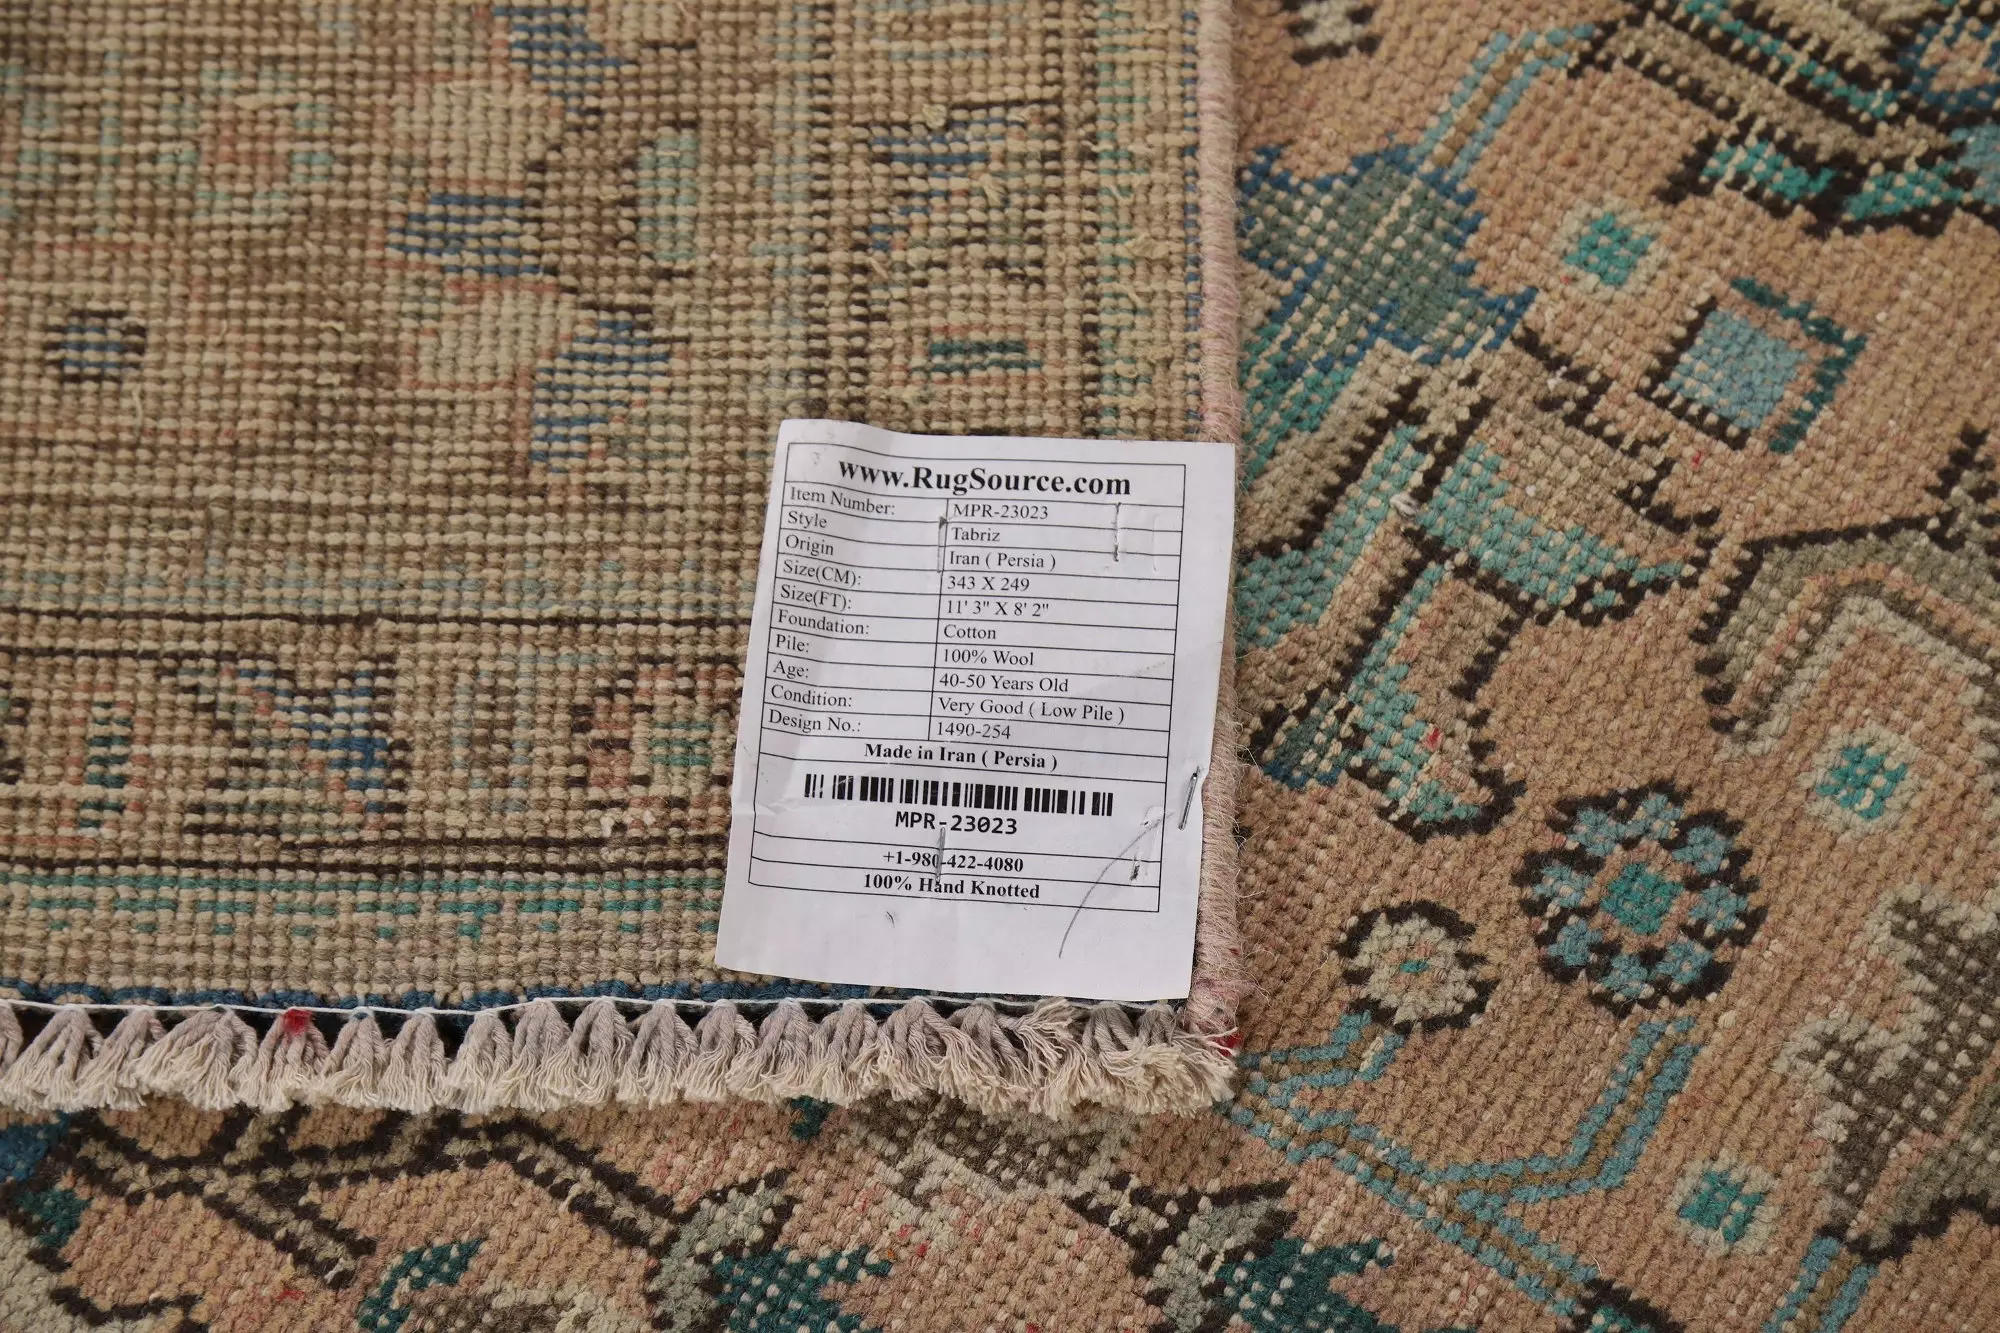 www.RugSource.com
Item Number: MPR-23023
Style Tabriz
Origin Iran ( Persia )
Size(CM): 343 X 249
Size(FT): 11' 3" X 8' 2"
Foundation: Cotton
Pile: 100% Wool
Age: 40-50 Years Old
Condition: Very Good ( Low Pile )
Design No.: 1490-254
Made in Iran ( Persia )
MPR-23023
+1-980-422-4080
100% Hand Knotted